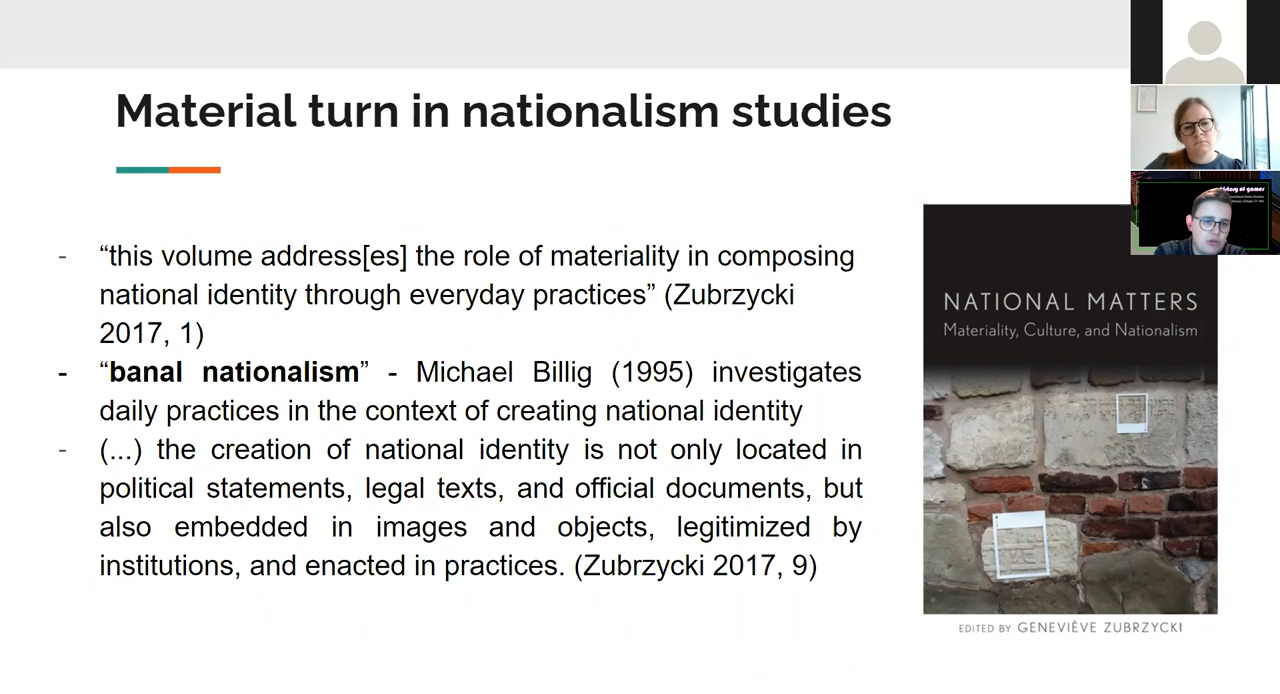 Material turn in nationalism studies
- “this volume address[es] the role of materiality in composing
national identity through everyday practices” (Zubrzycki
2017, 1)
- “banal nationalism” - Michael Billig (1995) investigates
daily practices in the context of creating national identity
- (...) the creation of national identity is not only located in
political statements, legal texts, and official documents, but
also embedded in images and objects, legitimized by
institutions, and enacted in practices. (Zubrzycki 2017, 9)
NATIONAL MATTERS
Materiality, Culture, and Nationalism
EDITED BY GENEVIÈVE ZUBRZYCKI
history of games